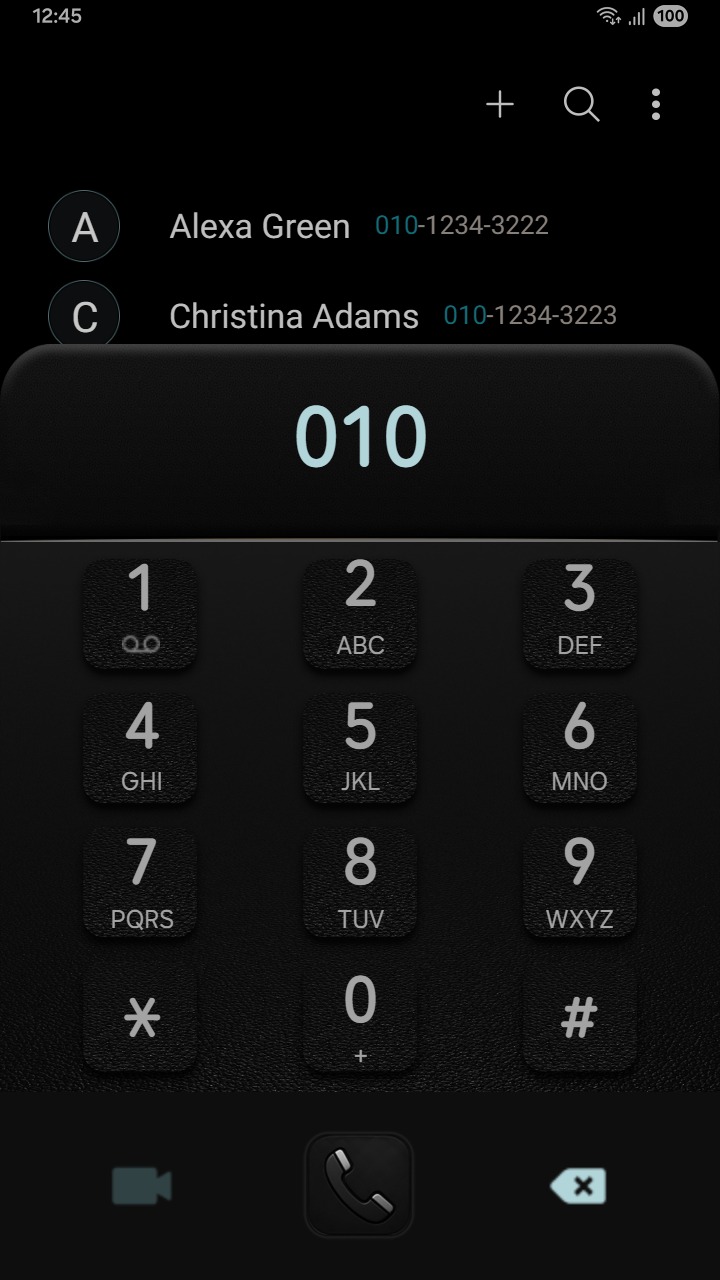 12:45 100
A Alexa Green 010-1234-3222
C Christina Adams 010-1234-3223
010
1 2 3
ABC DEF
4 5 6
GHI JKL MNO
7 8 9
PQRS TUV WXYZ
* 0 #
+